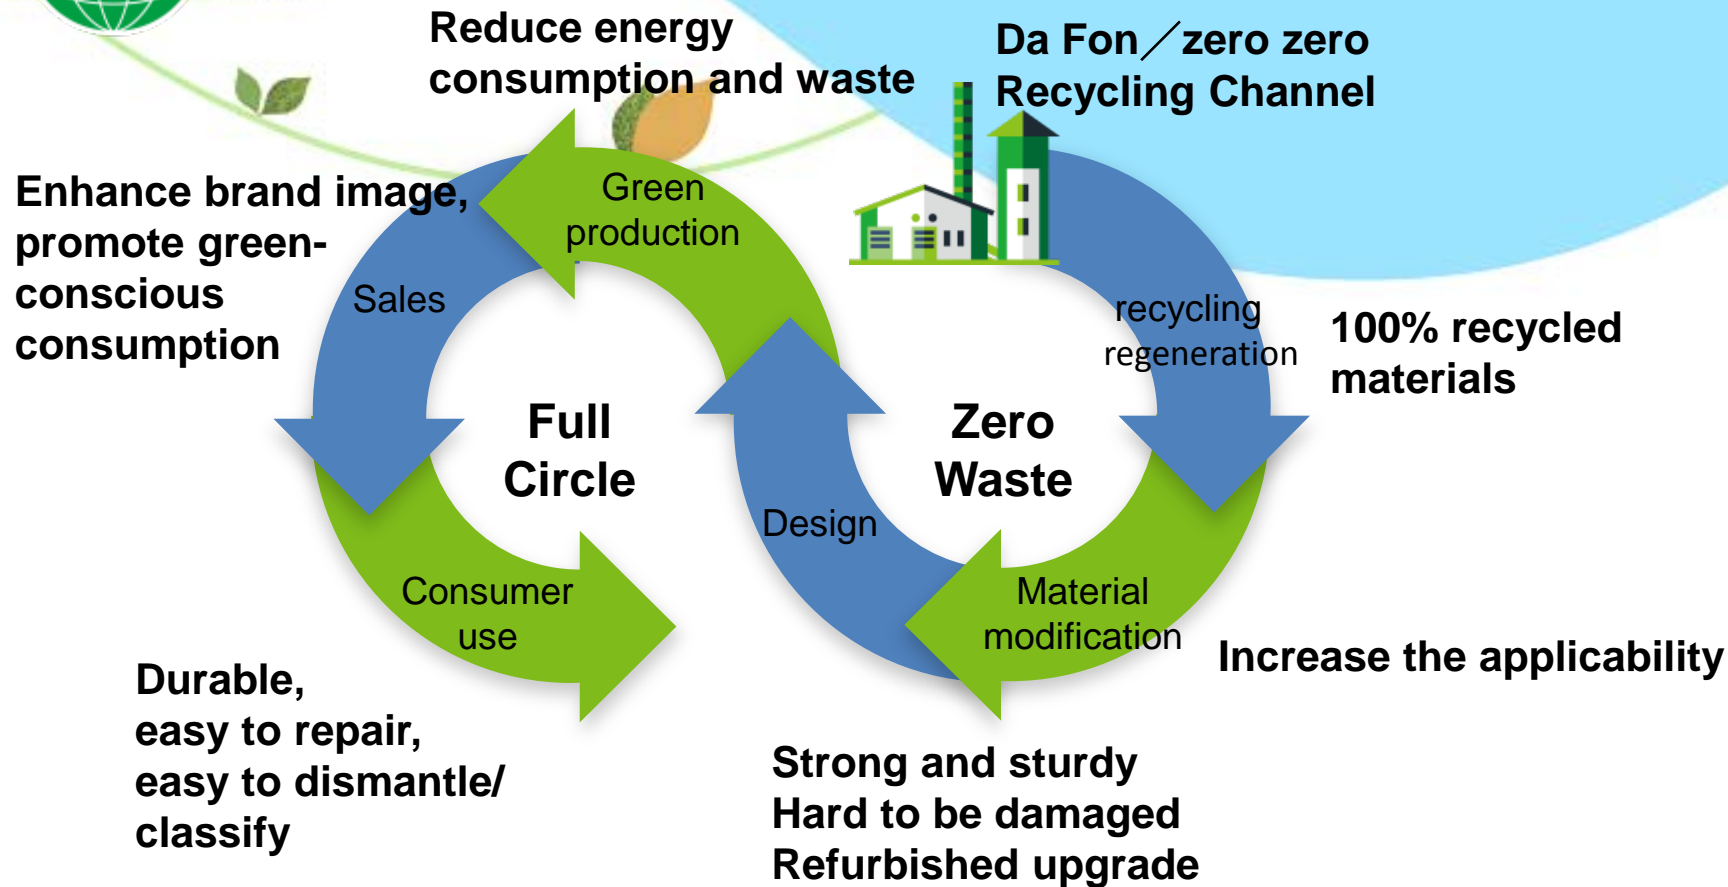 Reduce energy
consumption and waste
Da Fon／zero zero
Recycling Channel
Enhance brand image,
promote green-
conscious
consumption
Green
production
Sales
recycling
regeneration
100% recycled
materials
Full
Circle
Zero
Waste
Design
Consumer
use
Material
modification
Increase the applicability
Durable,
easy to repair,
easy to dismantle/
classify
Strong and sturdy
Hard to be damaged
Refurbished upgrade